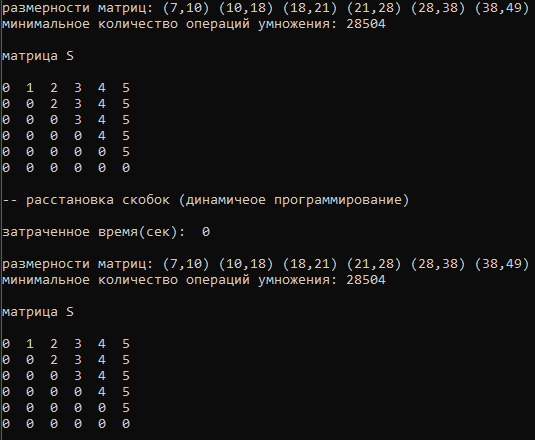 размерности матриц: (7,10) (10,18) (18,21) (21,28) (28,38) (38,49)
минимальное количество операций умножения: 28504
матрица S
0 1 2 3 4 5
0 0 2 3 4 5
0 0 0 3 4 5
0 0 0 0 4 5
0 0 0 0 0 5
0 0 0 0 0 0
-- расстановка скобок (динамичеое программирование)
затраченное время(сек): 0
размерности матриц: (7,10) (10,18) (18,21) (21,28) (28,38) (38,49)
минимальное количество операций умножения: 28504
матрица S
0 1 2 3 4 5
0 0 2 3 4 5
0 0 0 3 4 5
0 0 0 0 4 5
0 0 0 0 0 5
0 0 0 0 0 0